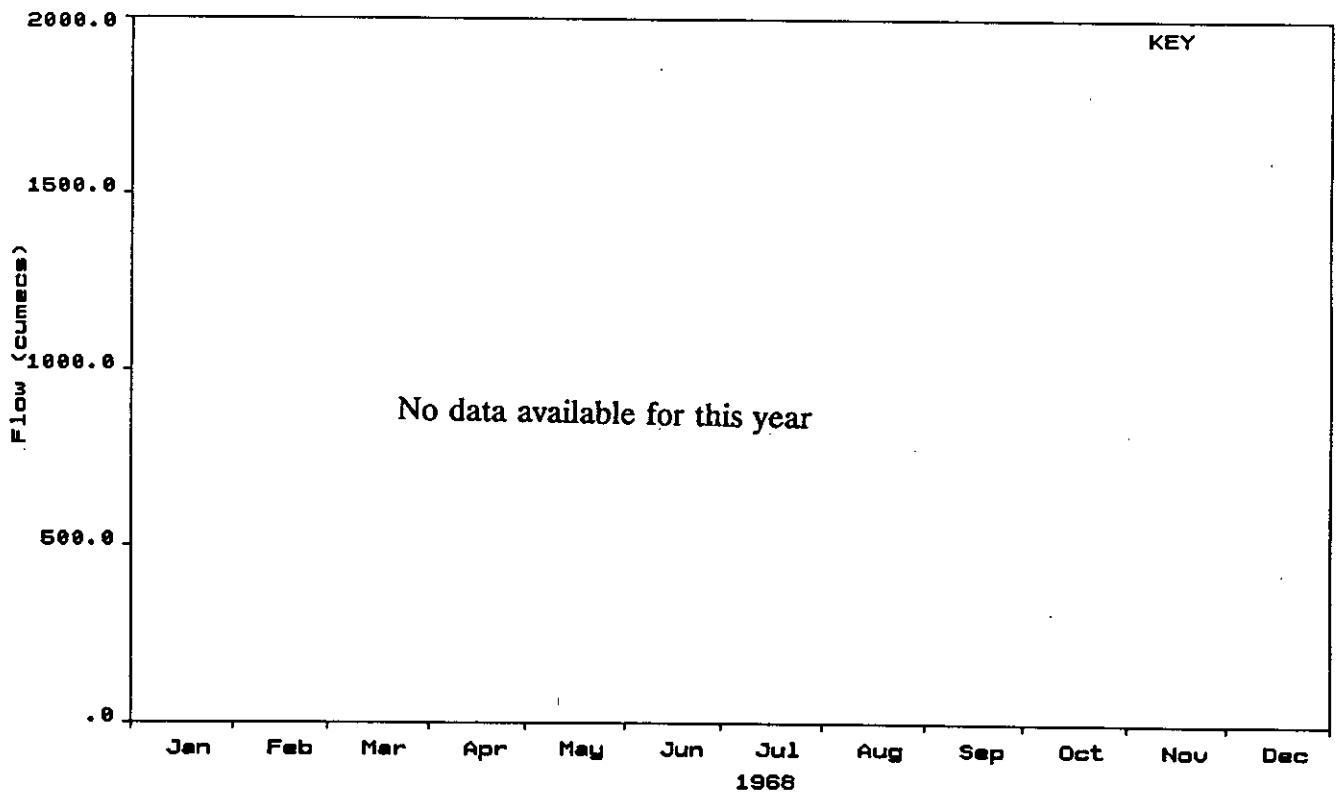 2000.0
KEY
1500.0
Flow (cumecs)
1000.0
No data available for this year
500.0
.0
Jan Feb Mar Apr May Jun Jul Aug Sep Oct Nov Dec
1968